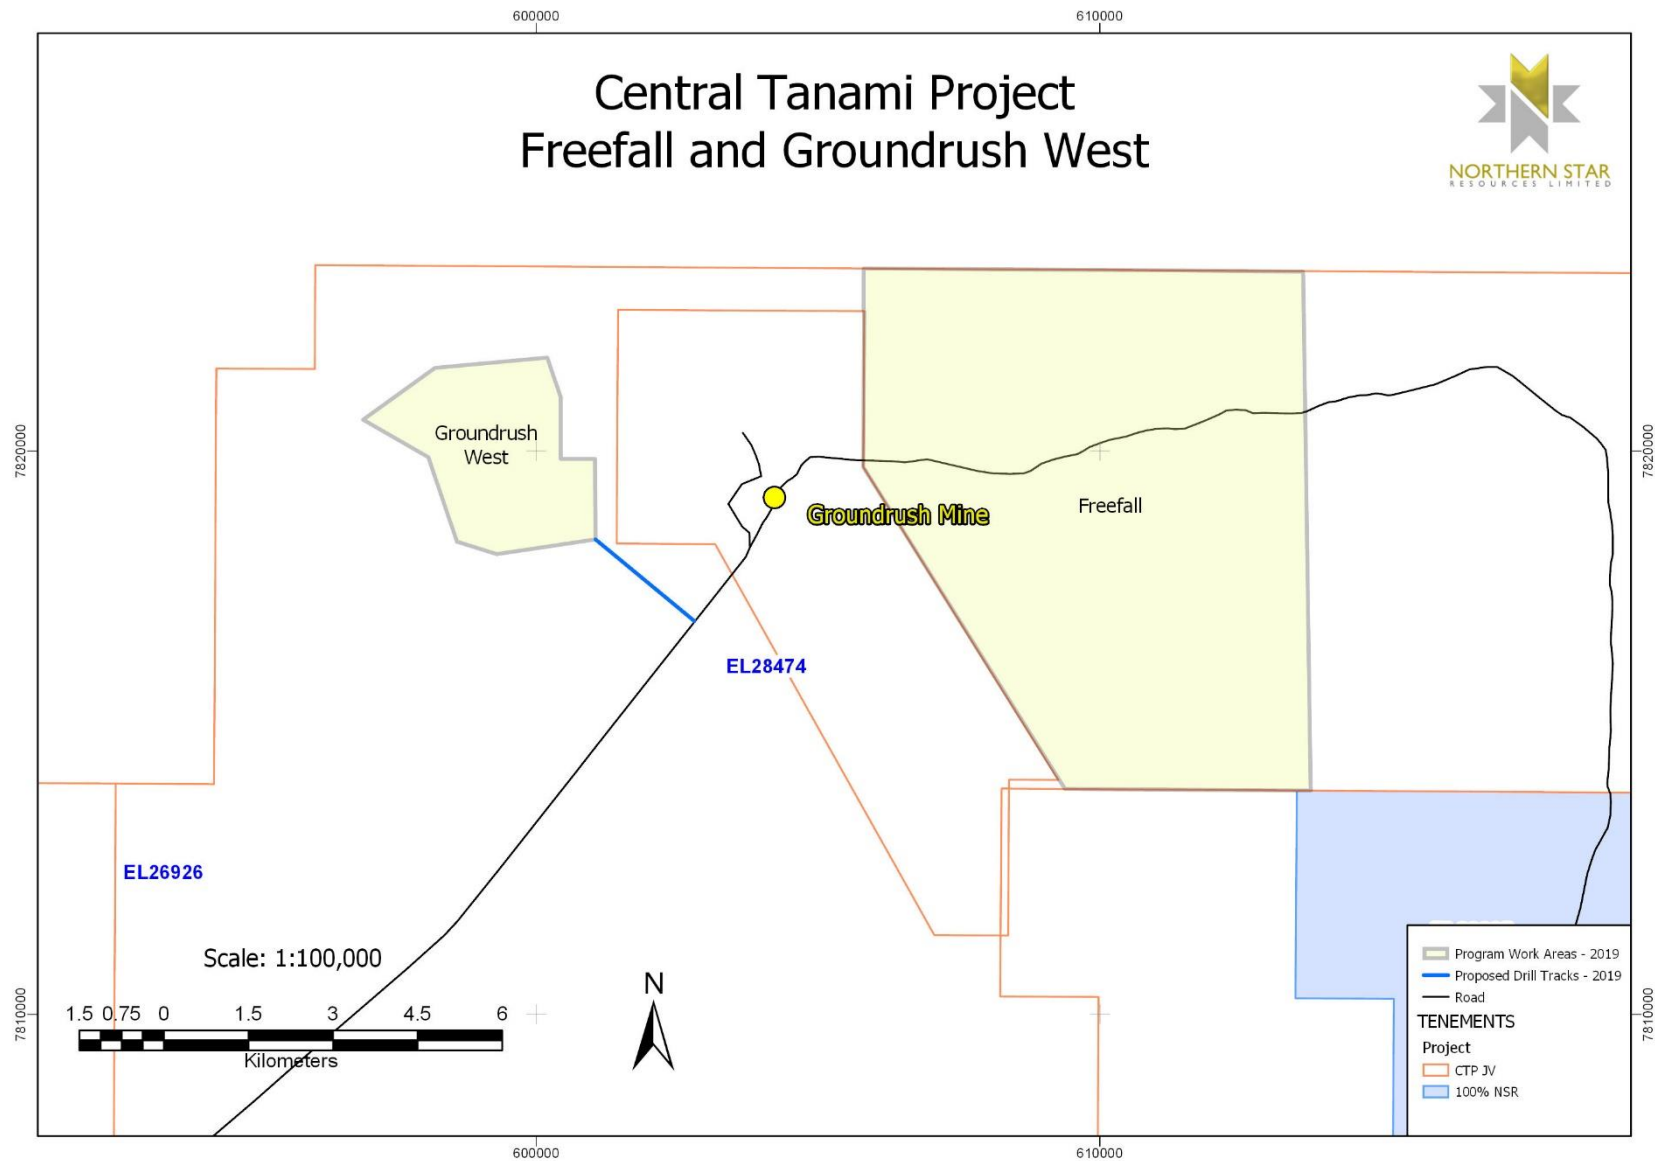 600000
610000
Central Tanami Project
Freefall and Groundrush West
NORTHERN STAR
RESOURCES LIMITED
7820000
7820000
Groundrush
West
Groundrush Mine
Freefall
EL28474
EL26926
Scale: 1:100,000
1.5 0.75 0 1.5 3 4.5 6
Kilometers
N
7810000
7810000
Program Work Areas - 2019
Proposed Drill Tracks - 2019
Road
TENEMENTS
Project
CTP JV
100% NSR
600000
610000